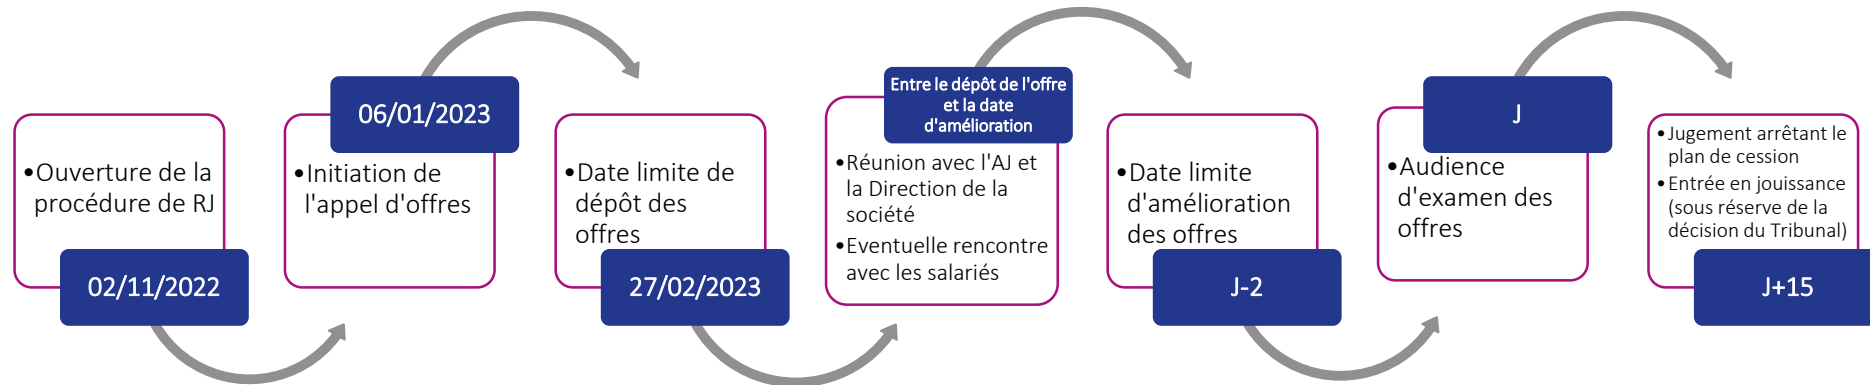 •Ouverture de la
procédure de RJ
02/11/2022
06/01/2023
•Initiation de
l'appel d'offres
•Date limite de
dépôt des
offres
27/02/2023
Entre le dépôt de l'offre
et la date
d'amélioration
•Réunion avec l'AJ et
la Direction de la
société
•Eventuelle rencontre
avec les salariés
•Date limite
d'amélioration
des offres
J-2
J
•Audience
d'examen des
offres
•Jugement arrêtant le
plan de cession
•Entrée en jouissance
(sous réserve de la
décision du Tribunal)
J+15